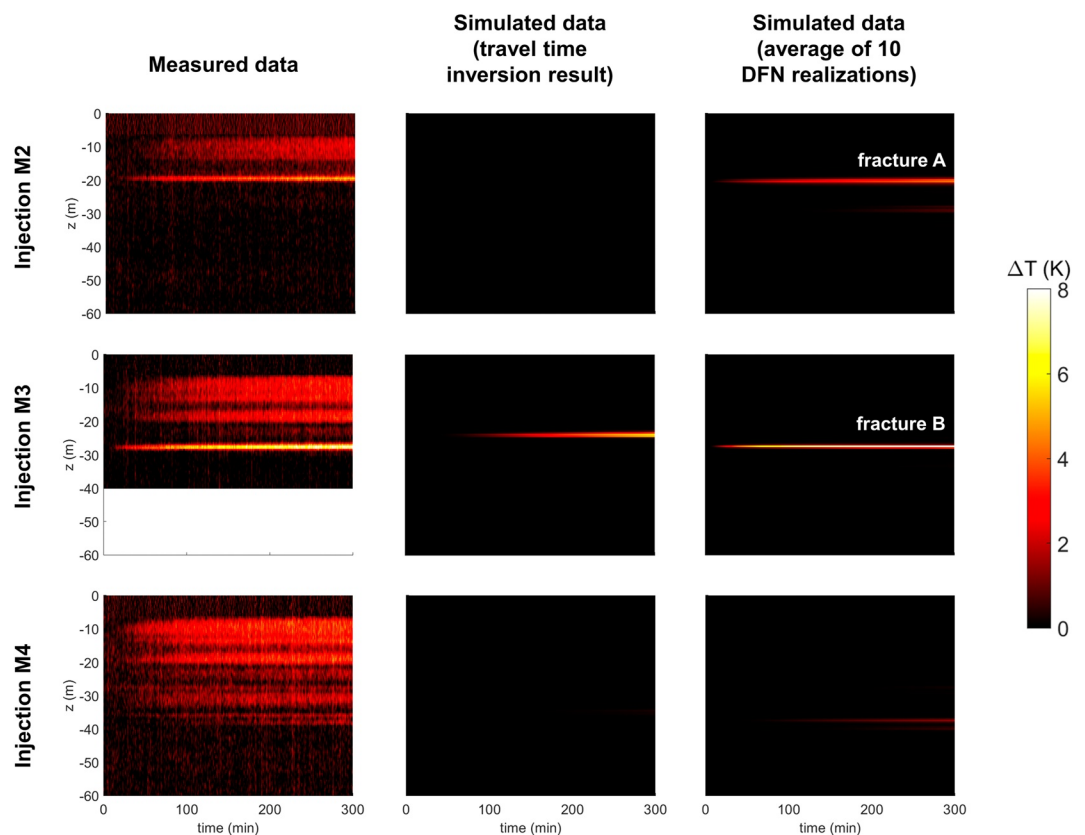 Measured data
Simulated data
(travel time
inversion result)
Simulated data
(average of 10
DFN realizations)
Injection M2
z (m)
0
-10
-20
-30
-40
-50
-60
fracture A
Injection M3
z (m)
0
-10
-20
-30
-40
-50
-60
fracture B
Injection M4
z (m)
0
-10
-20
-30
-40
-50
-60
0
100
200
300
time (min)
0
100
200
300
time (min)
0
100
200
300
time (min)
ΔT (K)
8
6
4
2
0